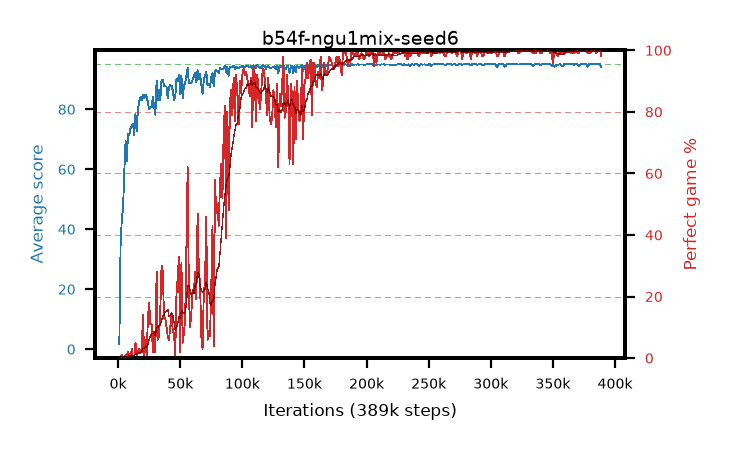 b54f-ngu1mix-seed6
Average score
80
60
40
20
0
100
80
60
40
20
0
Perfect game %
0k 50k 100k 150k 200k 250k 300k 350k 400k
Iterations (389k steps)